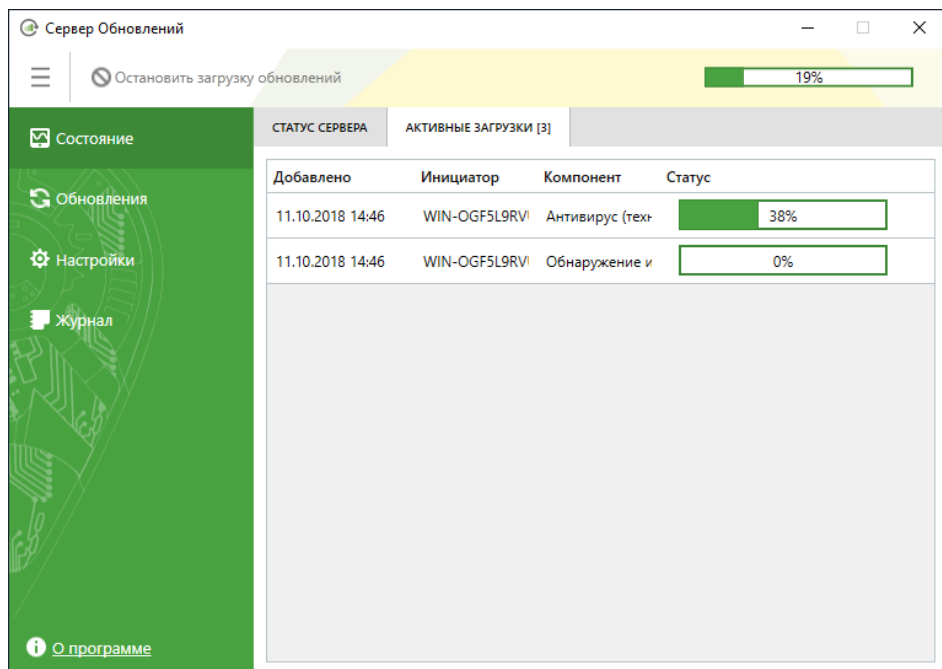 Сервер Обновлений
Остановить загрузку обновлений
19%
Состояние
Обновления
Настройки
Журнал
О программе
СТАТУС СЕРВЕРА АКТИВНЫЕ ЗАГРУЗКИ [3]
Добавлено Инициатор Компонент Статус
11.10.2018 14:46 WIN-OGF5L9RV Антивирус (техн 38%
11.10.2018 14:46 WIN-OGF5L9RV Обнаружение и 0%